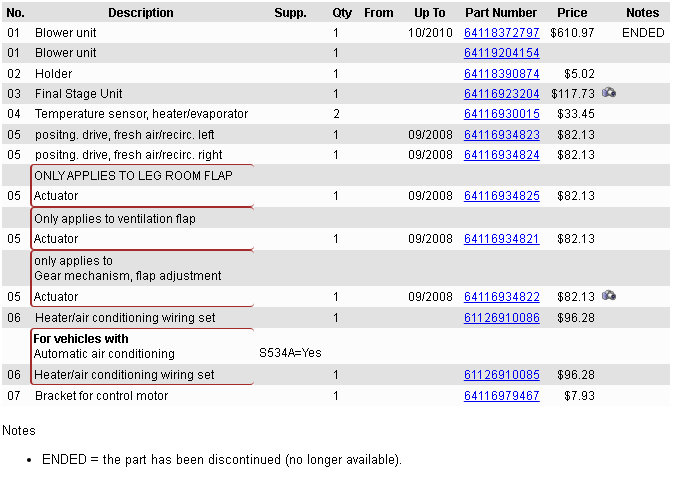 No. Description Supp. Qty From Up To Part Number Price Notes
01 Blower unit 1 10/2010 64118372797 $610.97 ENDED
01 Blower unit 1 64119204154
02 Holder 1 64118390874 $5.02
03 Final Stage Unit 1 64116923204 $117.73
04 Temperature sensor, heater/evaporator 2 64116930015 $33.45
05 positng. drive, fresh air/recirc. left 1 09/2008 64116934823 $82.13
05 positng. drive, fresh air/recirc. right 1 09/2008 64116934824 $82.13
ONLY APPLIES TO LEG ROOM FLAP
05 Actuator 1 09/2008 64116934825 $82.13
Only applies to ventilation flap
05 Actuator 1 09/2008 64116934821 $82.13
only applies to
Gear mechanism, flap adjustment
05 Actuator 1 09/2008 64116934822 $82.13
06 Heater/air conditioning wiring set 1 61126910086 $96.28
For vehicles with
Automatic air conditioning S534A=Yes
06 Heater/air conditioning wiring set 1 61126910085 $96.28
07 Bracket for control motor 1 64116979467 $7.93
Notes
• ENDED = the part has been discontinued (no longer available).